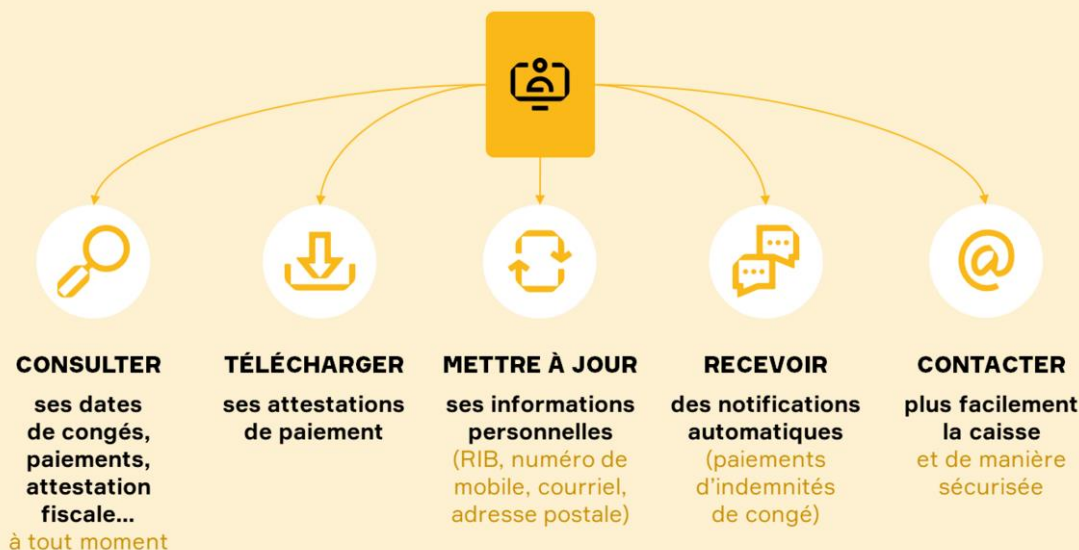 CONSULTER
ses dates
de congés,
paiements,
attestation
fiscale...
à tout moment
TÉLÉCHARGER
ses attestations
de paiement
METTRE À JOUR
ses informations
personnelles
(RIB, numéro de
mobile, courriel,
adresse postale)
RECEVOIR
des notifications
automatiques
(paiements
d'indemnités
de congé)
CONTACTER
plus facilement
la caisse
et de manière
sécurisée